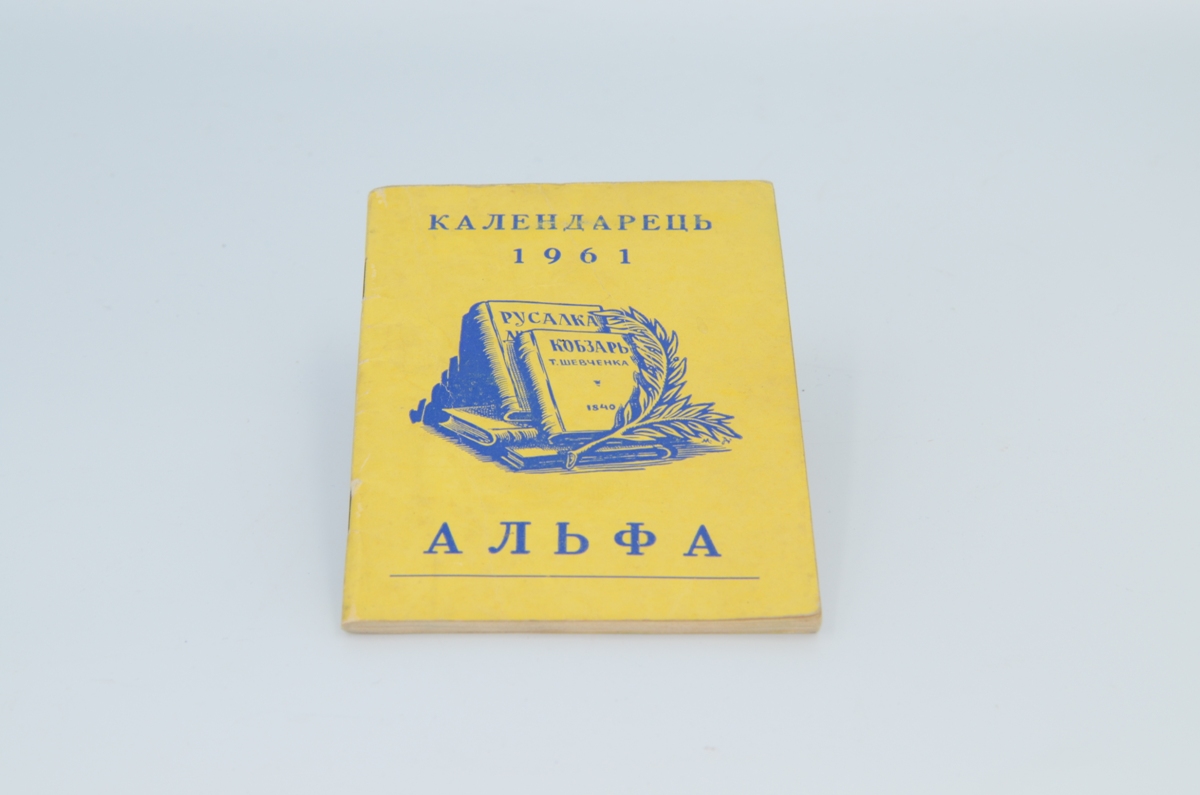 КАЛЕНДАРЕЦЬ
1961
РУСАЛКА
КОБЗАРЬ
Т. ШЕВЧЕНКА
1840
АЛЬФА